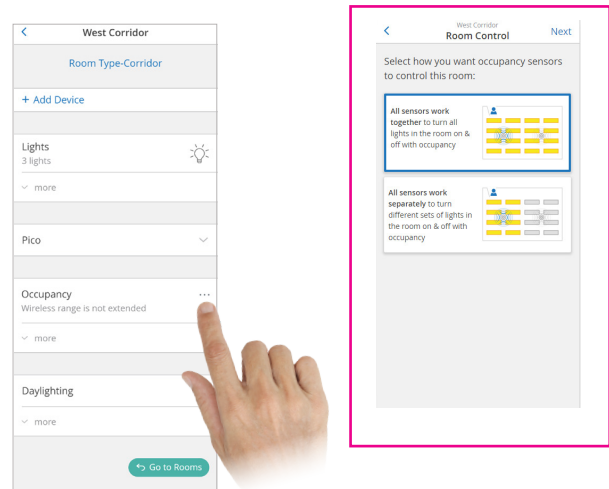 West Corridor
Room Type-Corridor
+ Add Device
Lights
3 lights
more
Pico
Occupancy
Wireless range is not extended
more
Daylighting
more
Go to Rooms
West Corridor
Room Control
Next
Select how you want occupancy sensors
to control this room:
All sensors work
together to turn all
lights in the room on &
off with occupancy
All sensors work
separately to turn
different sets of lights in
the room on & off with
occupancy